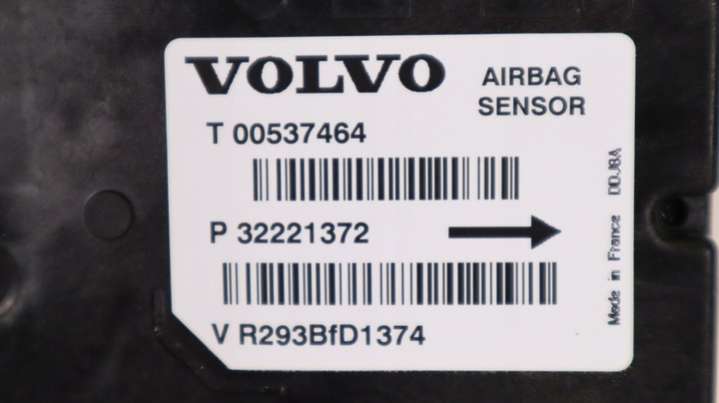 VOLVO
AIRBAG
SENSOR
T 00537464
P 32221372
V R293BfD1374
Made in France DDJBA